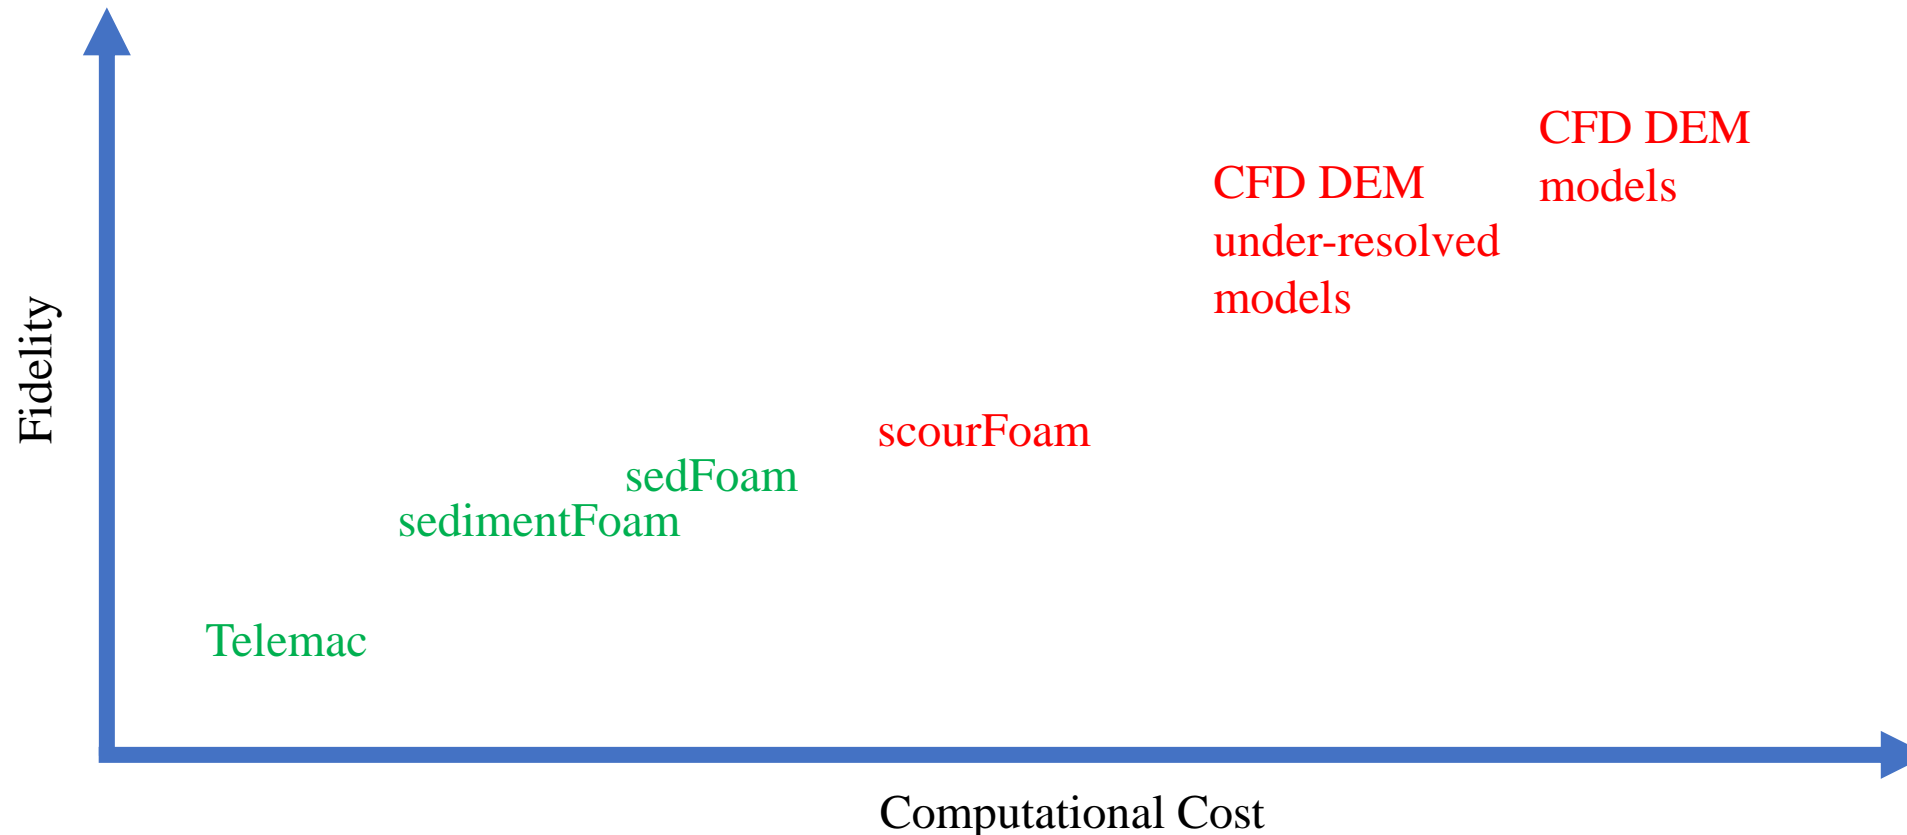 Fidelity
CFD DEM
models
CFD DEM
under-resolved
models
scourFoam
sedFoam
sedimentFoam
Telemac
Computational Cost